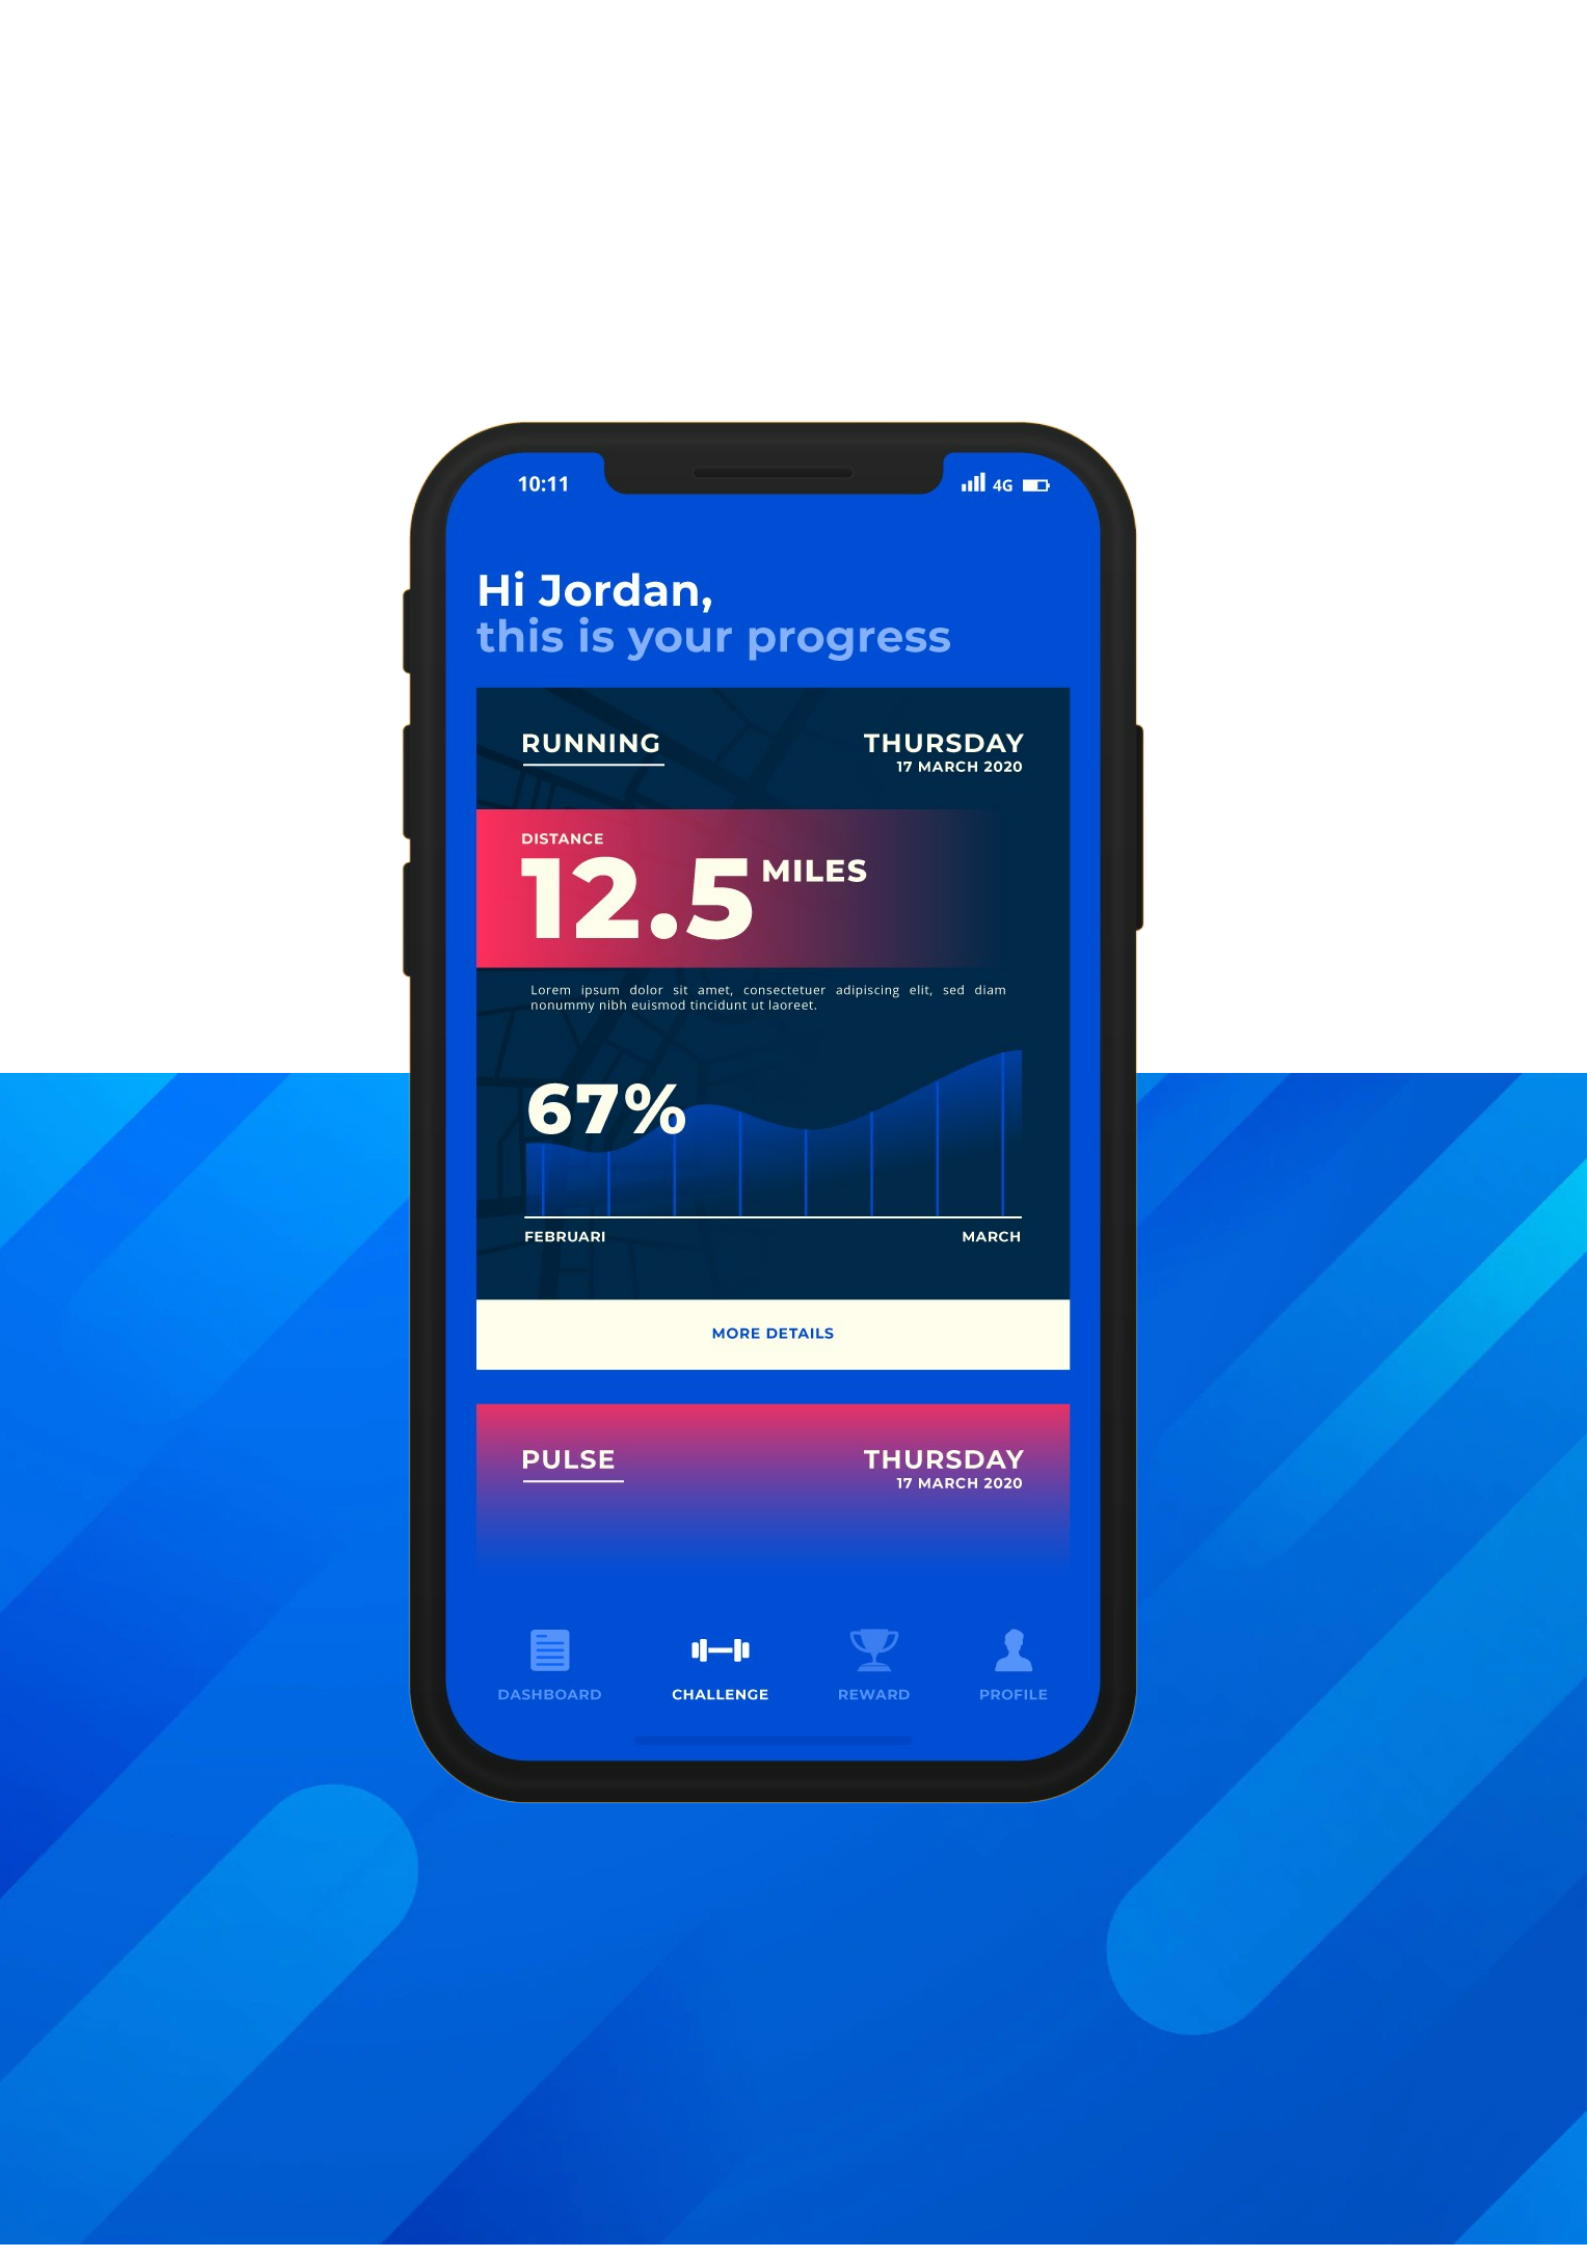 10:11
4G
Hi Jordan,
this is your progress
RUNNING
THURSDAY
17 MARCH 2020
DISTANCE
12.5 MILES
Lorem ipsum dolor sit amet, consectetuer adipiscing elit, sed diam
nonummy nibh euismod tincidunt ut laoreet.
67%
FEBRUARI
MARCH
MORE DETAILS
PULSE
THURSDAY
17 MARCH 2020
DASHBOARD
CHALLENGE
REWARD
PROFILE